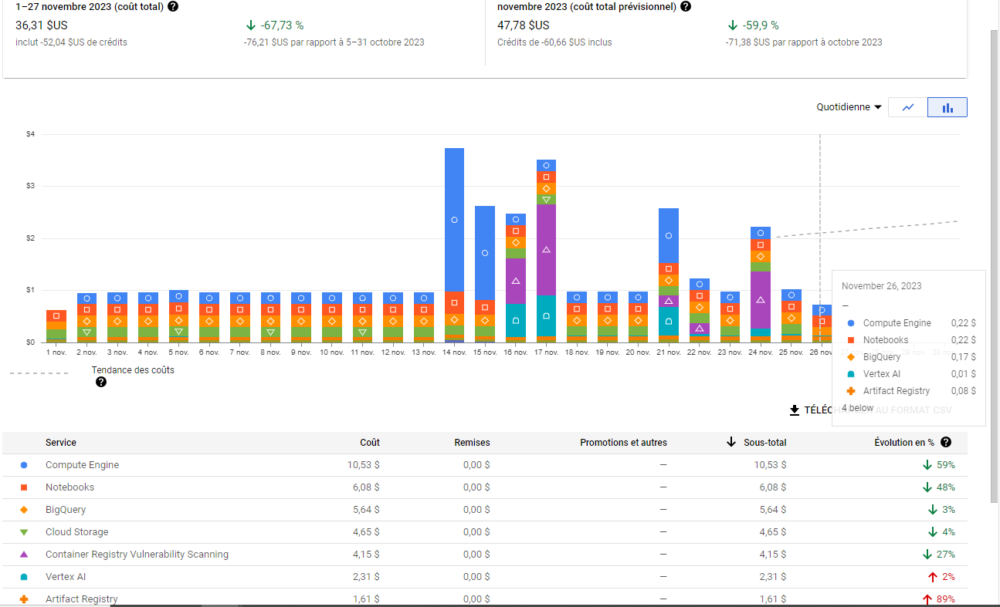 1–27 novembre 2023 (coût total)
novembre 2023 (coût total prévisionnel)
36,31 $US
-67,73 %
47,78 $US
-59,9 %
inclut -52,04 $US de crédits
-76,21 $US par rapport à 5–31 octobre 2023
Crédits de -60,66 $US inclus
-71,38 $US par rapport à octobre 2023
Quotidienne
$4
$3
$2
$1
$0
1 nov. 2 nov. 3 nov. 4 nov. 5 nov. 6 nov. 7 nov. 8 nov. 9 nov. 10 nov. 11 nov. 12 nov. 13 nov. 14 nov. 15 nov. 16 nov. 17 nov. 18 nov. 19 nov. 20 nov. 21 nov. 22 nov. 23 nov. 24 nov. 25 nov. 26 nov.
November 26, 2023
–
Compute Engine 0,22 $
Notebooks 0,22 $
BigQuery 0,17 $
Vertex AI 0,01 $
Artifact Registry 0,08 $
4 below
Tendance des coûts
TÉLÉCHARGER AU FORMAT CSV
Service Coût Remises Promotions et autres Sous-total Évolution en %
Compute Engine 10,53 $ 0,00 $ — 10,53 $ 59%
Notebooks 6,08 $ 0,00 $ — 6,08 $ 48%
BigQuery 5,64 $ 0,00 $ — 5,64 $ 3%
Cloud Storage 4,65 $ 0,00 $ — 4,65 $ 4%
Container Registry Vulnerability Scanning 4,15 $ 0,00 $ — 4,15 $ 27%
Vertex AI 2,31 $ 0,00 $ — 2,31 $ 2%
Artifact Registry 1,61 $ 0,00 $ — 1,61 $ 89%